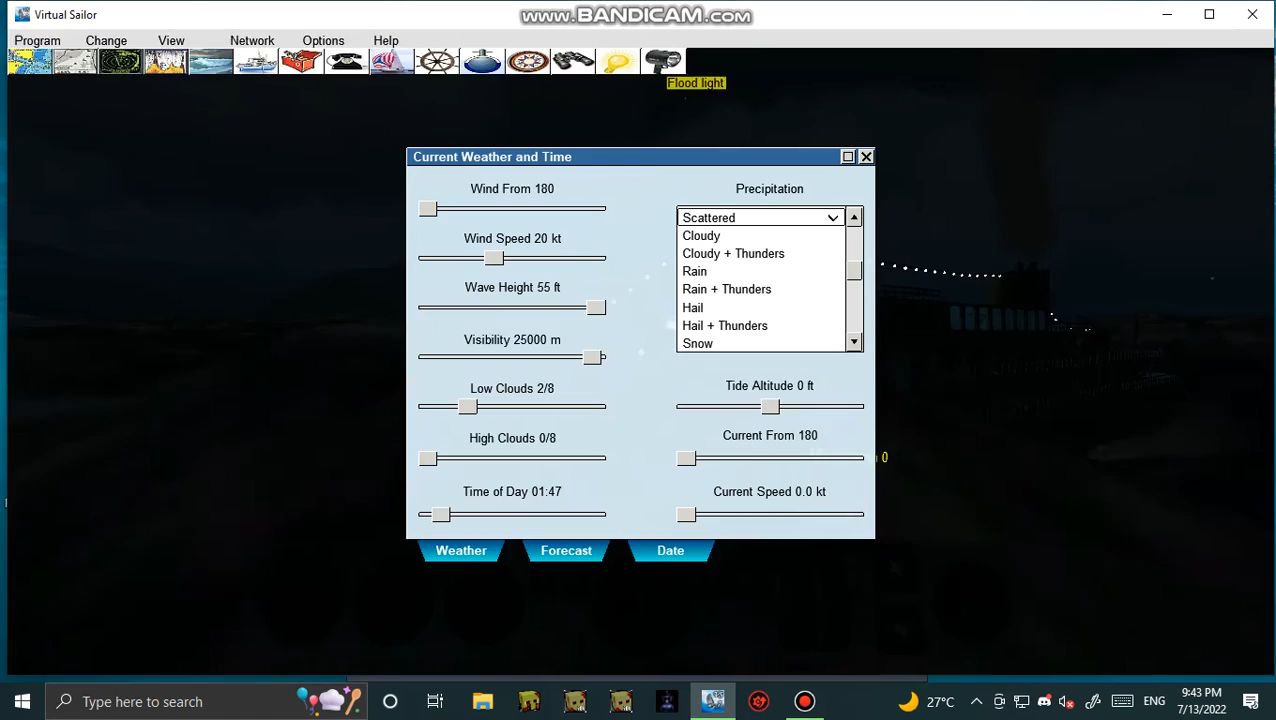 Virtual Sailor
www.BANDICAM.com
Program Change View Network Options Help
Flood light
Current Weather and Time
Wind From 180
Wind Speed 20 kt
Wave Height 55 ft
Visibility 25000 m
Low Clouds 2/8
High Clouds 0/8
Time of Day 01:47
Precipitation
Scattered
Cloudy
Cloudy + Thunders
Rain
Rain + Thunders
Hail
Hail + Thunders
Snow
Tide Altitude 0 ft
Current From 180
Current Speed 0.0 kt
0
Weather Forecast Date
Type here to search
27°C
ENG
9:43 PM
7/13/2022